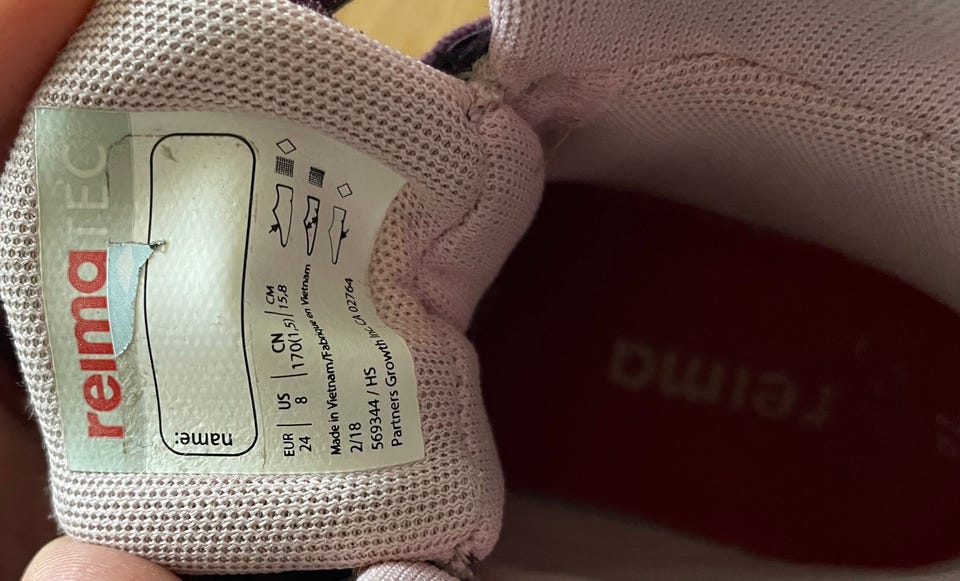 reima
TEC
name:
EUR | US | CN | CM
24 | 8 | 170(1,5) | 15,8
Made in Vietnam/Fabriqué en Vietnam
2/18
569344 / HS
Partners Growth Inc CA 02764
reima